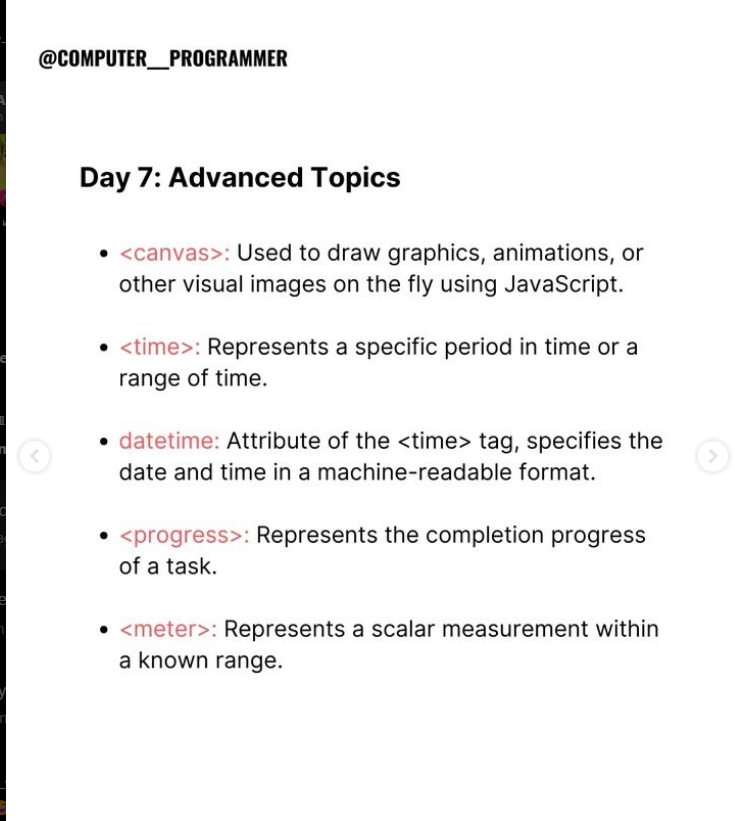 @COMPUTER__PROGRAMMER
Day 7: Advanced Topics
• <canvas>: Used to draw graphics, animations, or
other visual images on the fly using JavaScript.
• <time>: Represents a specific period in time or a
range of time.
• datetime: Attribute of the <time> tag, specifies the
date and time in a machine-readable format.
• <progress>: Represents the completion progress
of a task.
• <meter>: Represents a scalar measurement within
a known range.